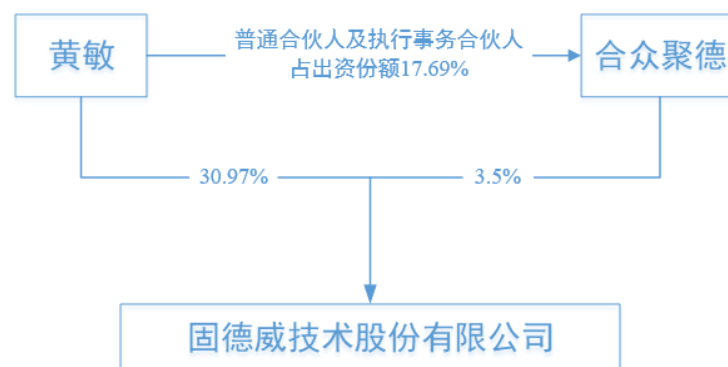 黄敏
普通合伙人及执行事务合伙人
占出资份额17.69%
合众聚德
30.97%
3.5%
固德威技术股份有限公司